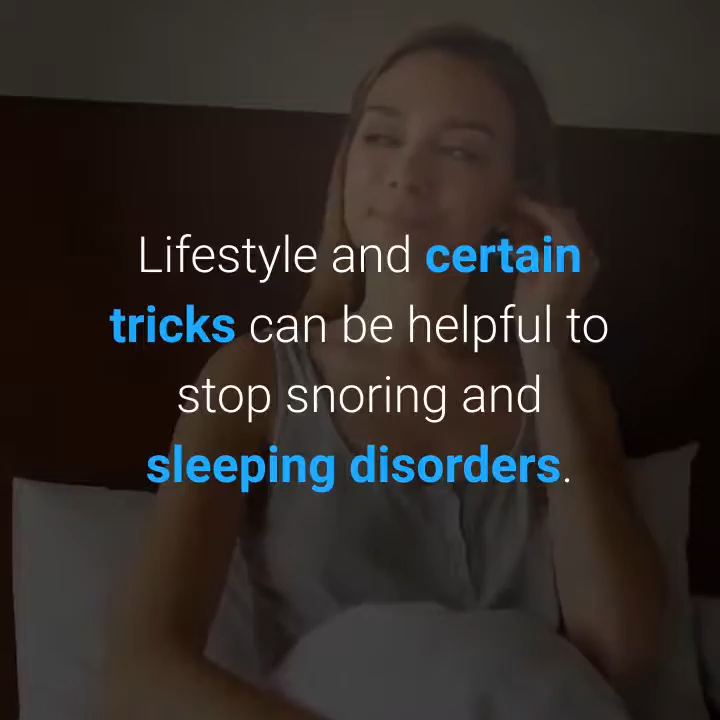 Lifestyle and certain
tricks can be helpful to
stop snoring and
sleeping disorders.